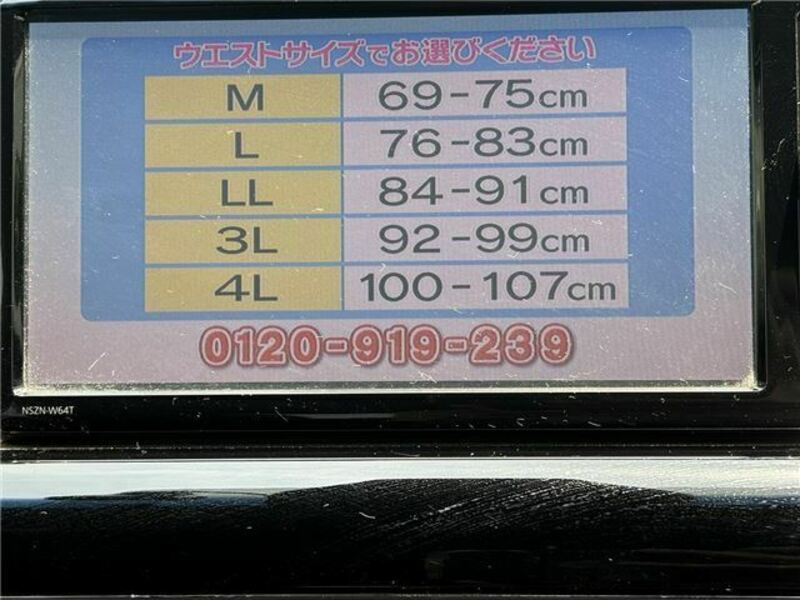 ウエストサイズでお選びください
M 69-75cm
L 76-83cm
LL 84-91cm
3L 92-99cm
4L 100-107cm
0120-919-239
NSZN-W64T